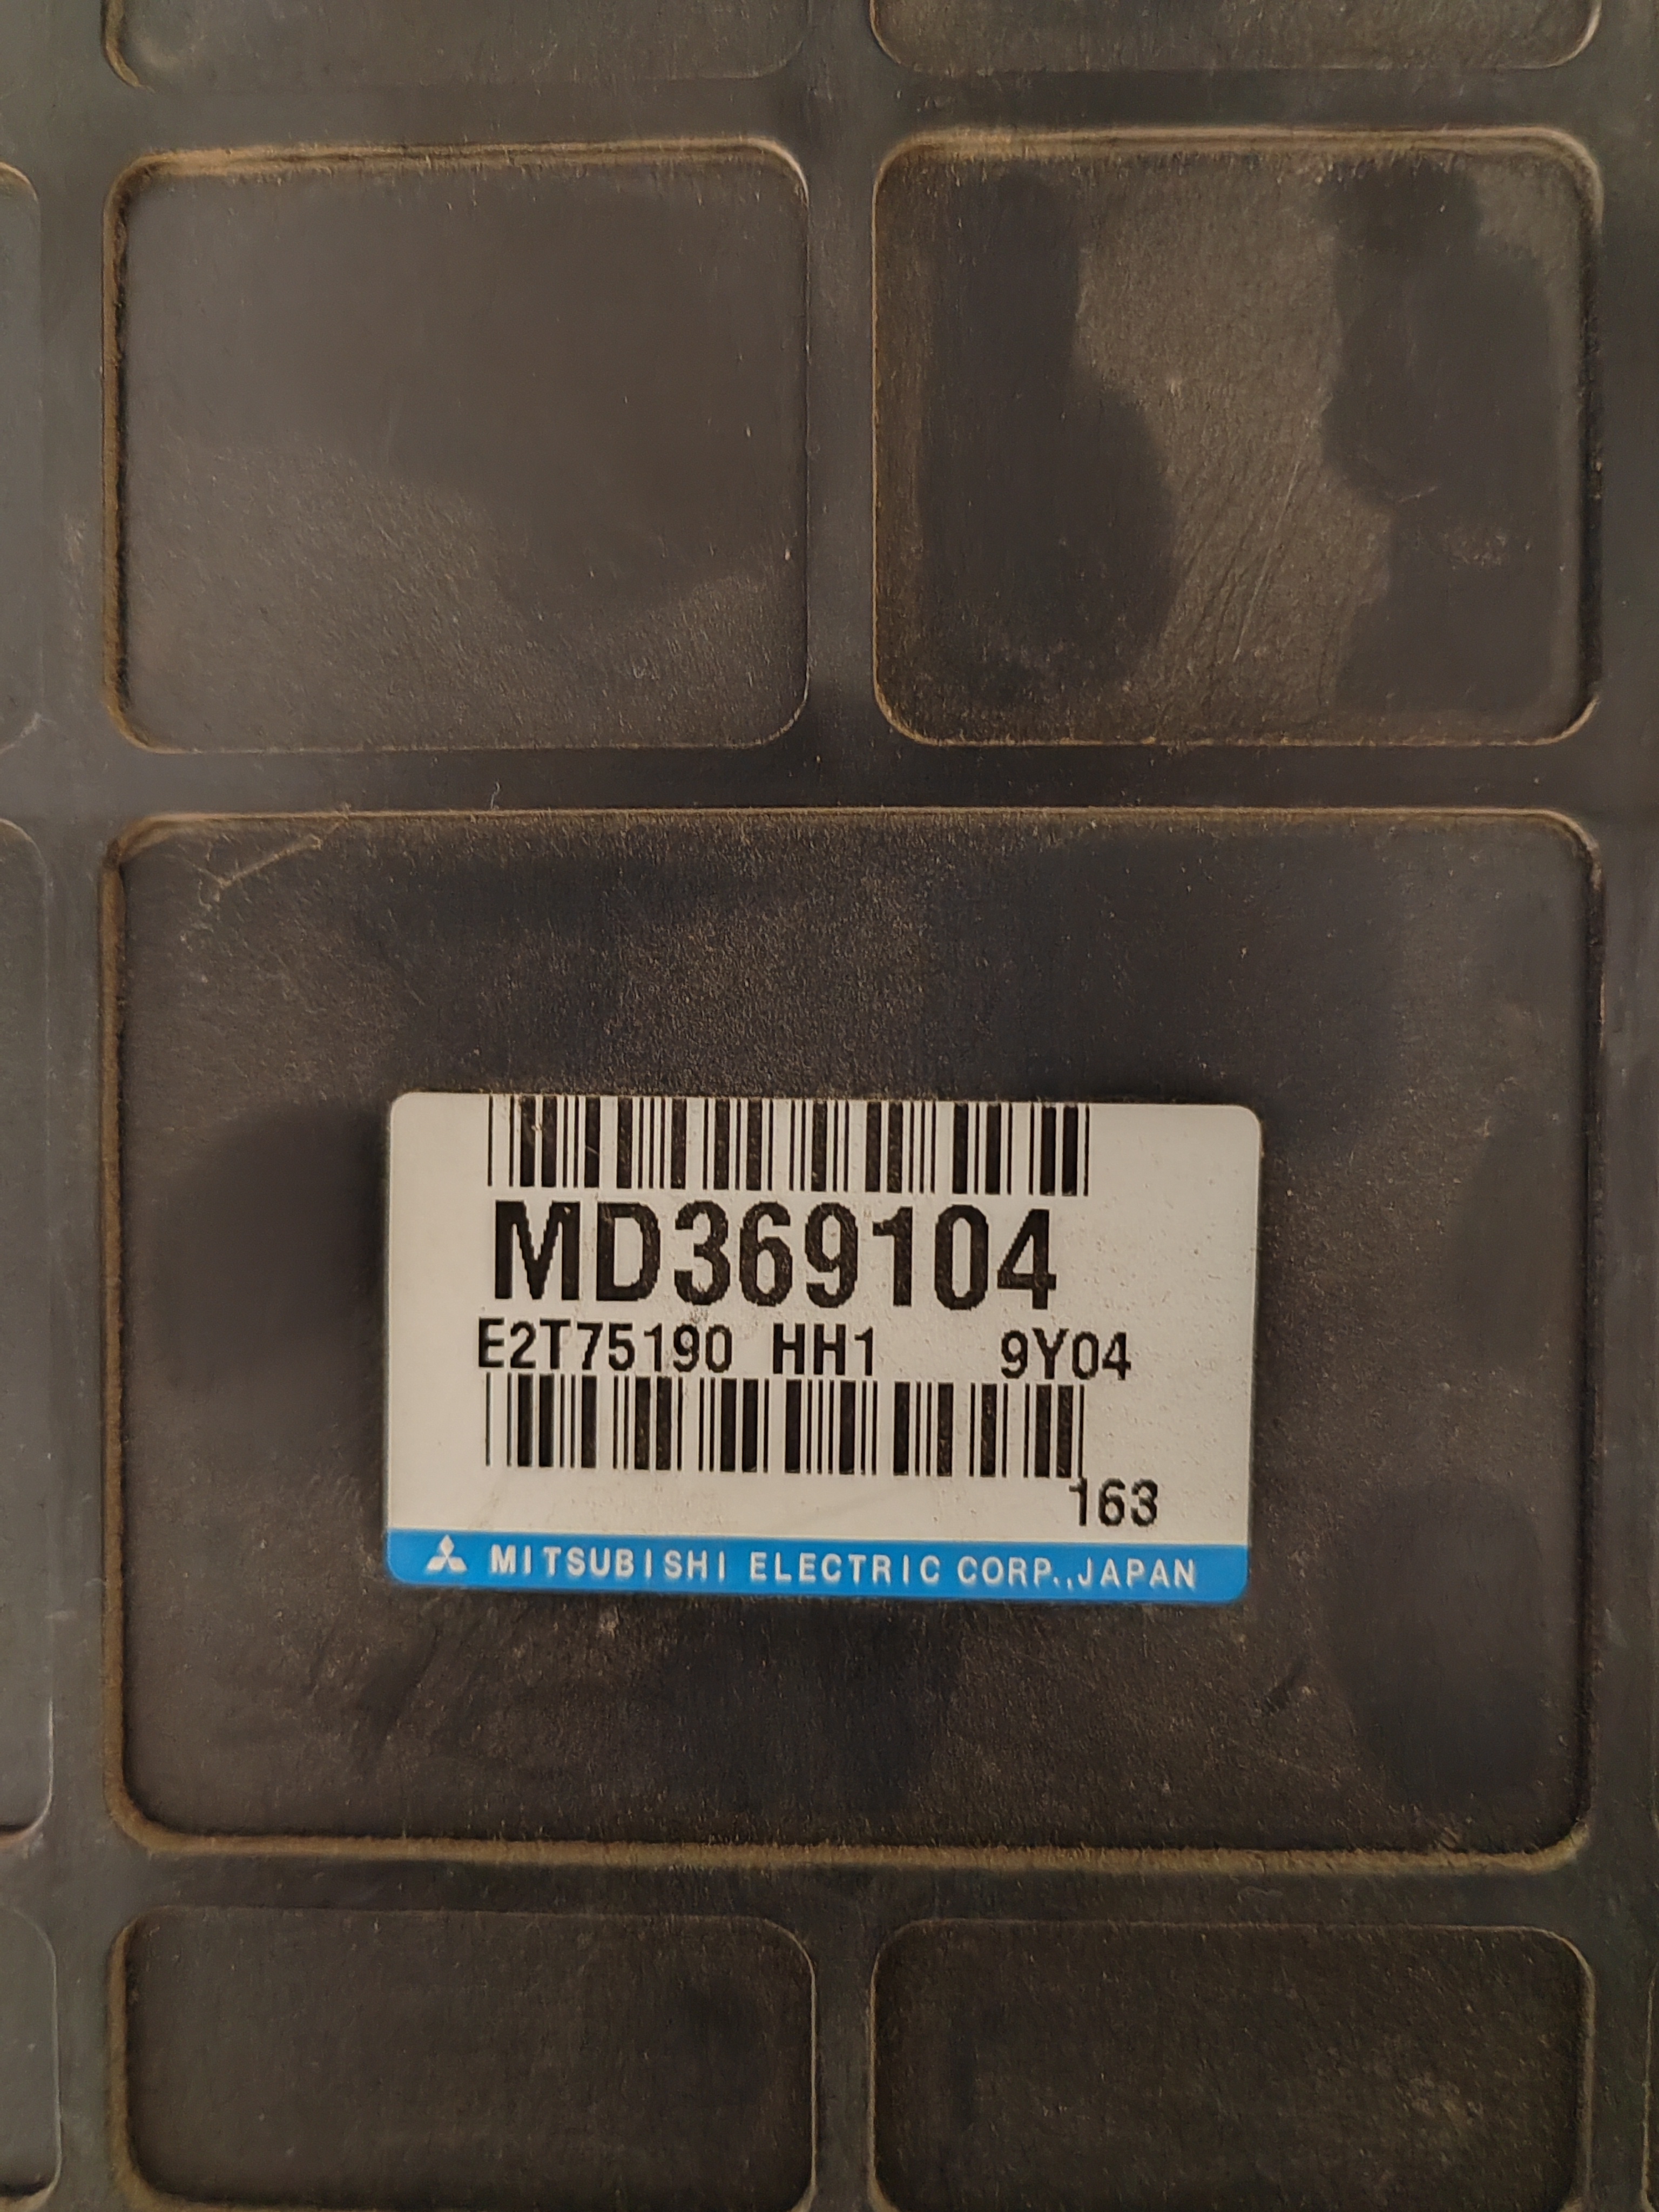 MD369104
E2T75190 HH1 9Y04
163
MITSUBISHI ELECTRIC CORP.,JAPAN